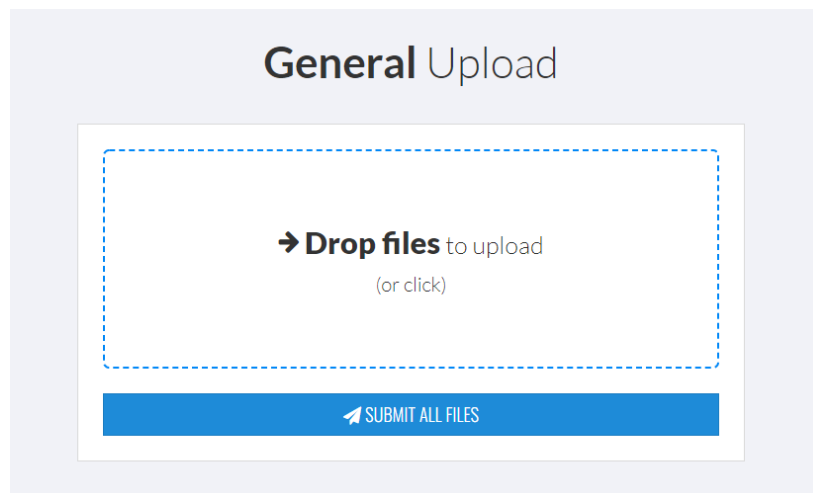 General Upload
Drop files to upload
(or click)
SUBMIT ALL FILES